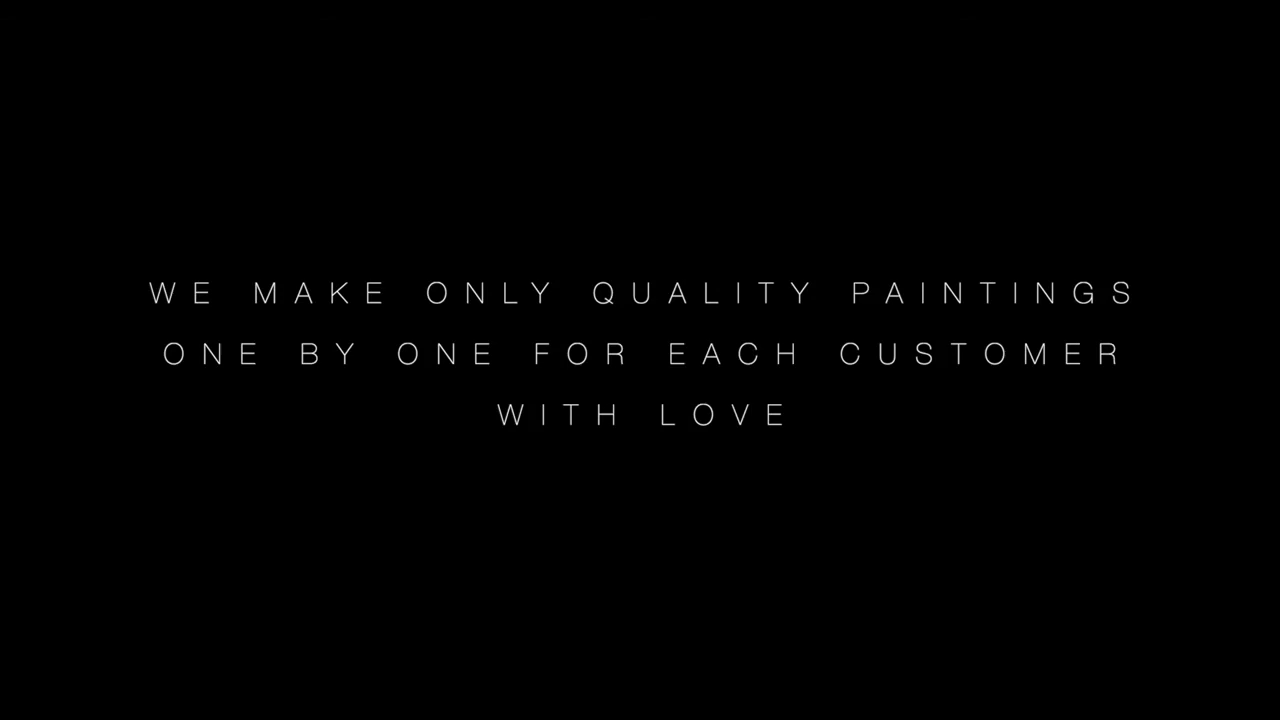 WE MAKE ONLY QUALITY PAINTINGS
ONE BY ONE FOR EACH CUSTOMER
WITH LOVE